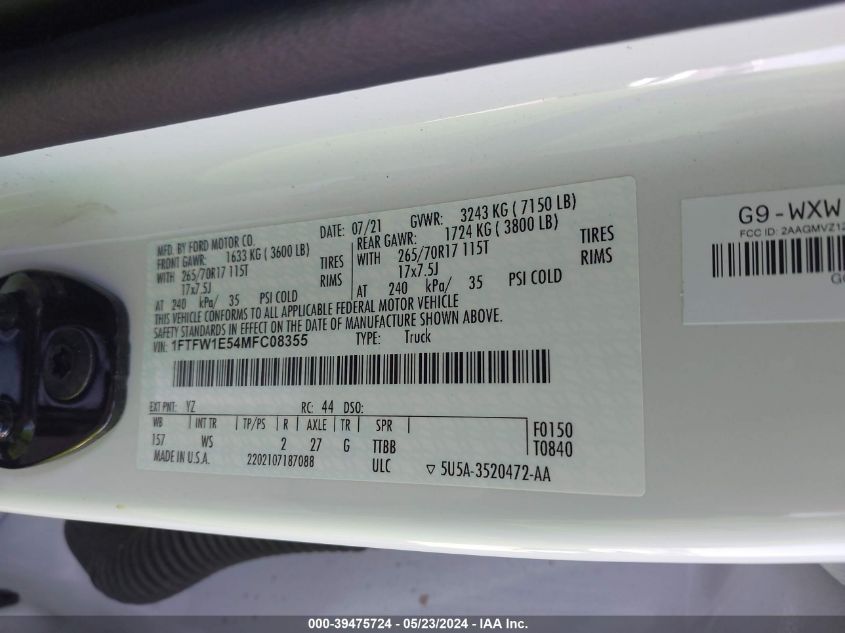 MFD. BY FORD MOTOR CO.
DATE: 07/21 GVWR: 3243 KG ( 7150 LB)
FRONT GAWR: 1633 KG ( 3600 LB)
REAR GAWR: 1724 KG ( 3800 LB)
WITH 265/70R17 115T TIRES
WITH 265/70R17 115T TIRES
17x7.5J RIMS
17x7.5J RIMS
AT 240 kPa/ 35 PSI COLD
AT 240 kPa/ 35 PSI COLD
THIS VEHICLE CONFORMS TO ALL APPLICABLE FEDERAL MOTOR VEHICLE
SAFETY STANDARDS IN EFFECT ON THE DATE OF MANUFACTURE SHOWN ABOVE.
VIN: 1FTFW1E54MFC08355 TYPE: Truck
EXT PNT: YZ RC: 44 DSO:
WB INT TR TP/PS R AXLE TR SPR
157 WS 2 27 G TTBB
F0150
T0840
MADE IN U.S.A. 2202107187088 ULC ▽ 5U5A-3520472-AA
G9-WXW
FCC ID: 2AAGMVZ12
000-39475724 - 05/23/2024 - IAA Inc.